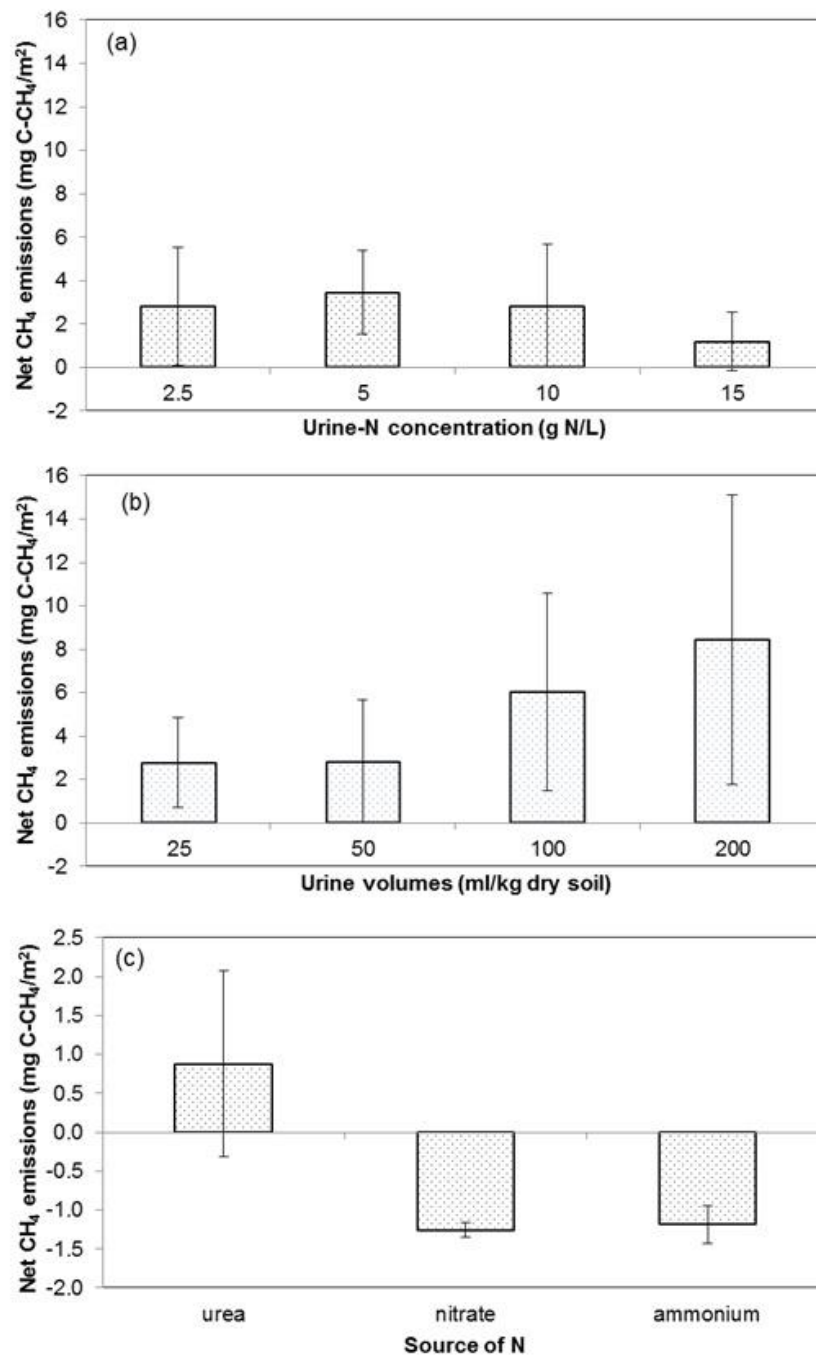 (a)
Net CH₄ emissions (mg C-CH₄/m²)
16
14
12
10
8
6
4
2
0
-2
2.5 5 10 15
Urine-N concentration (g N/L)
(b)
Net CH₄ emissions (mg C-CH₄/m²)
16
14
12
10
8
6
4
2
0
-2
25 50 100 200
Urine volumes (ml/kg dry soil)
(c)
Net CH₄ emissions (mg C-CH₄/m²)
2.5
2.0
1.5
1.0
0.5
0.0
-0.5
-1.0
-1.5
-2.0
urea nitrate ammonium
Source of N